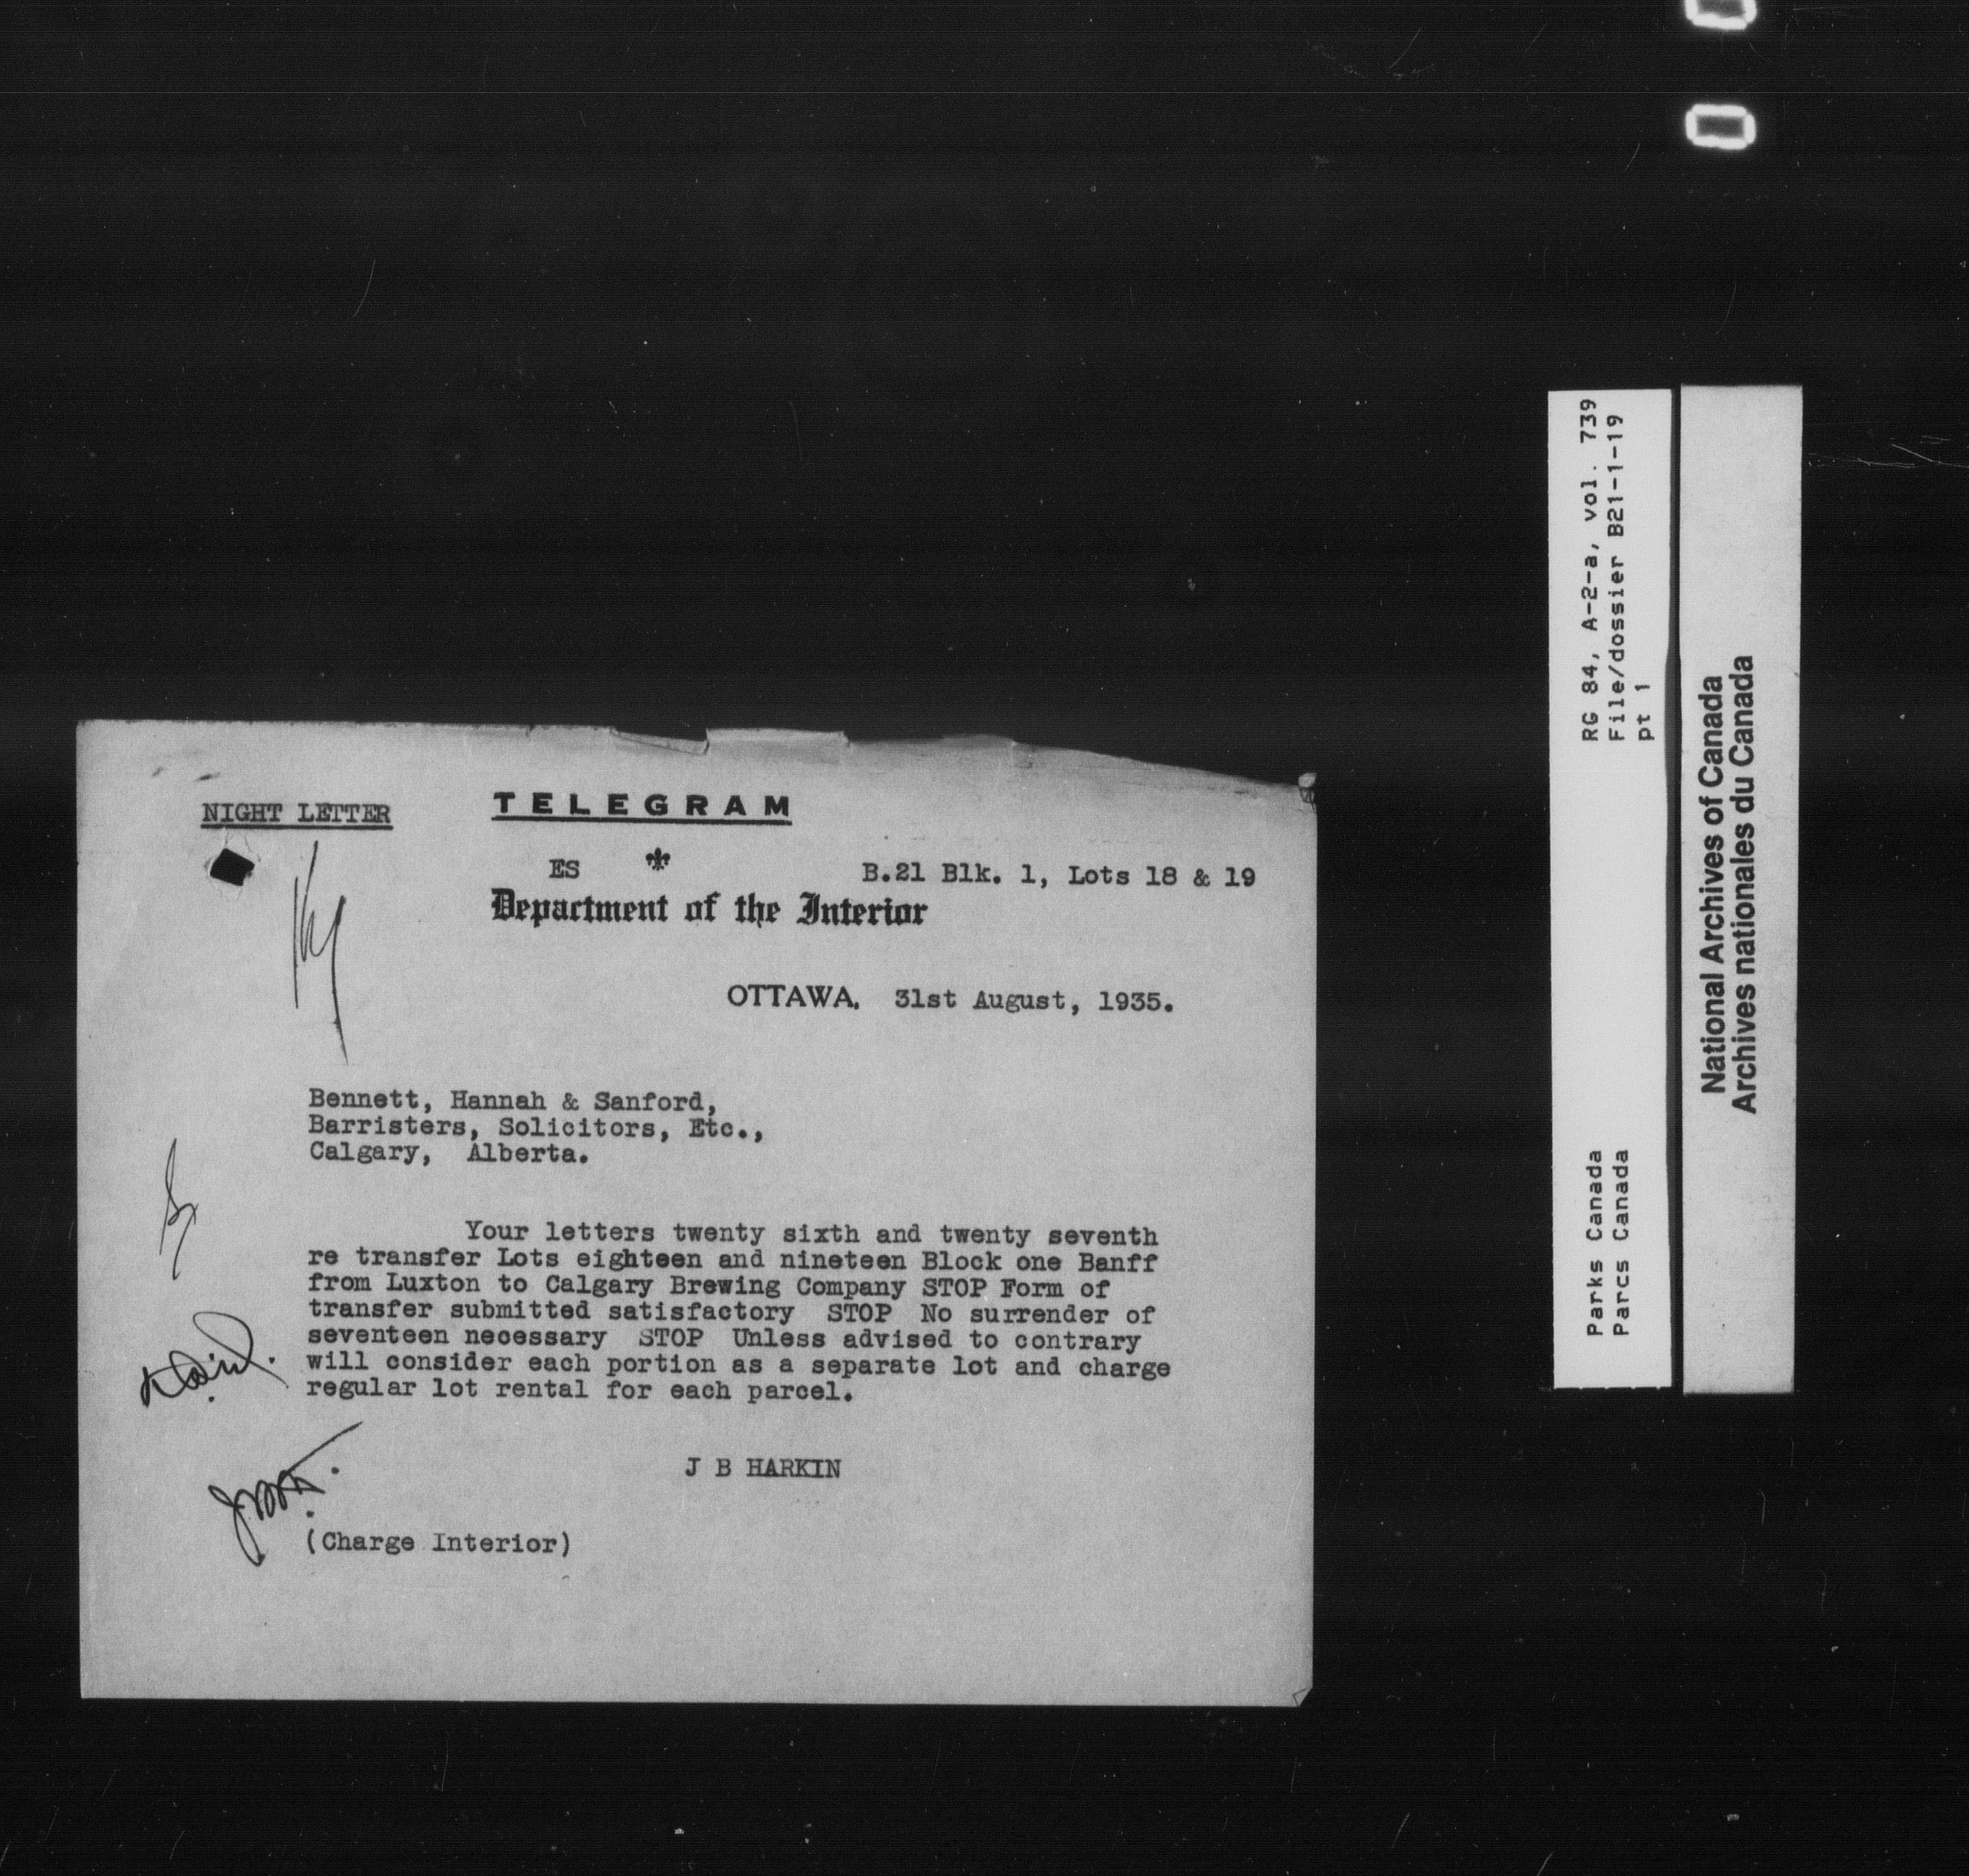 NIGHT LETTER
TELEGRAM
ES
B.21 Blk. 1, Lots 18 & 19
Department of the Interior
OTTAWA, 31st August, 1935.
Bennett, Hannah & Sanford,
Barristers, Solicitors, Etc.,
Calgary, Alberta.
Your letters twenty sixth and twenty seventh
re transfer Lots eighteen and nineteen Block one Banff
from Luxton to Calgary Brewing Company STOP Form of
transfer submitted satisfactory STOP No surrender of
seventeen necessary STOP Unless advised to contrary
will consider each portion as a separate lot and charge
regular lot rental for each parcel.
J B HARKIN
(Charge Interior)
RG 84, A-2-a, vol. 739
File/dossier B21-1-19
pt 1
Parks Canada
Parcs Canada
National Archives of Canada
Archives nationales du Canada